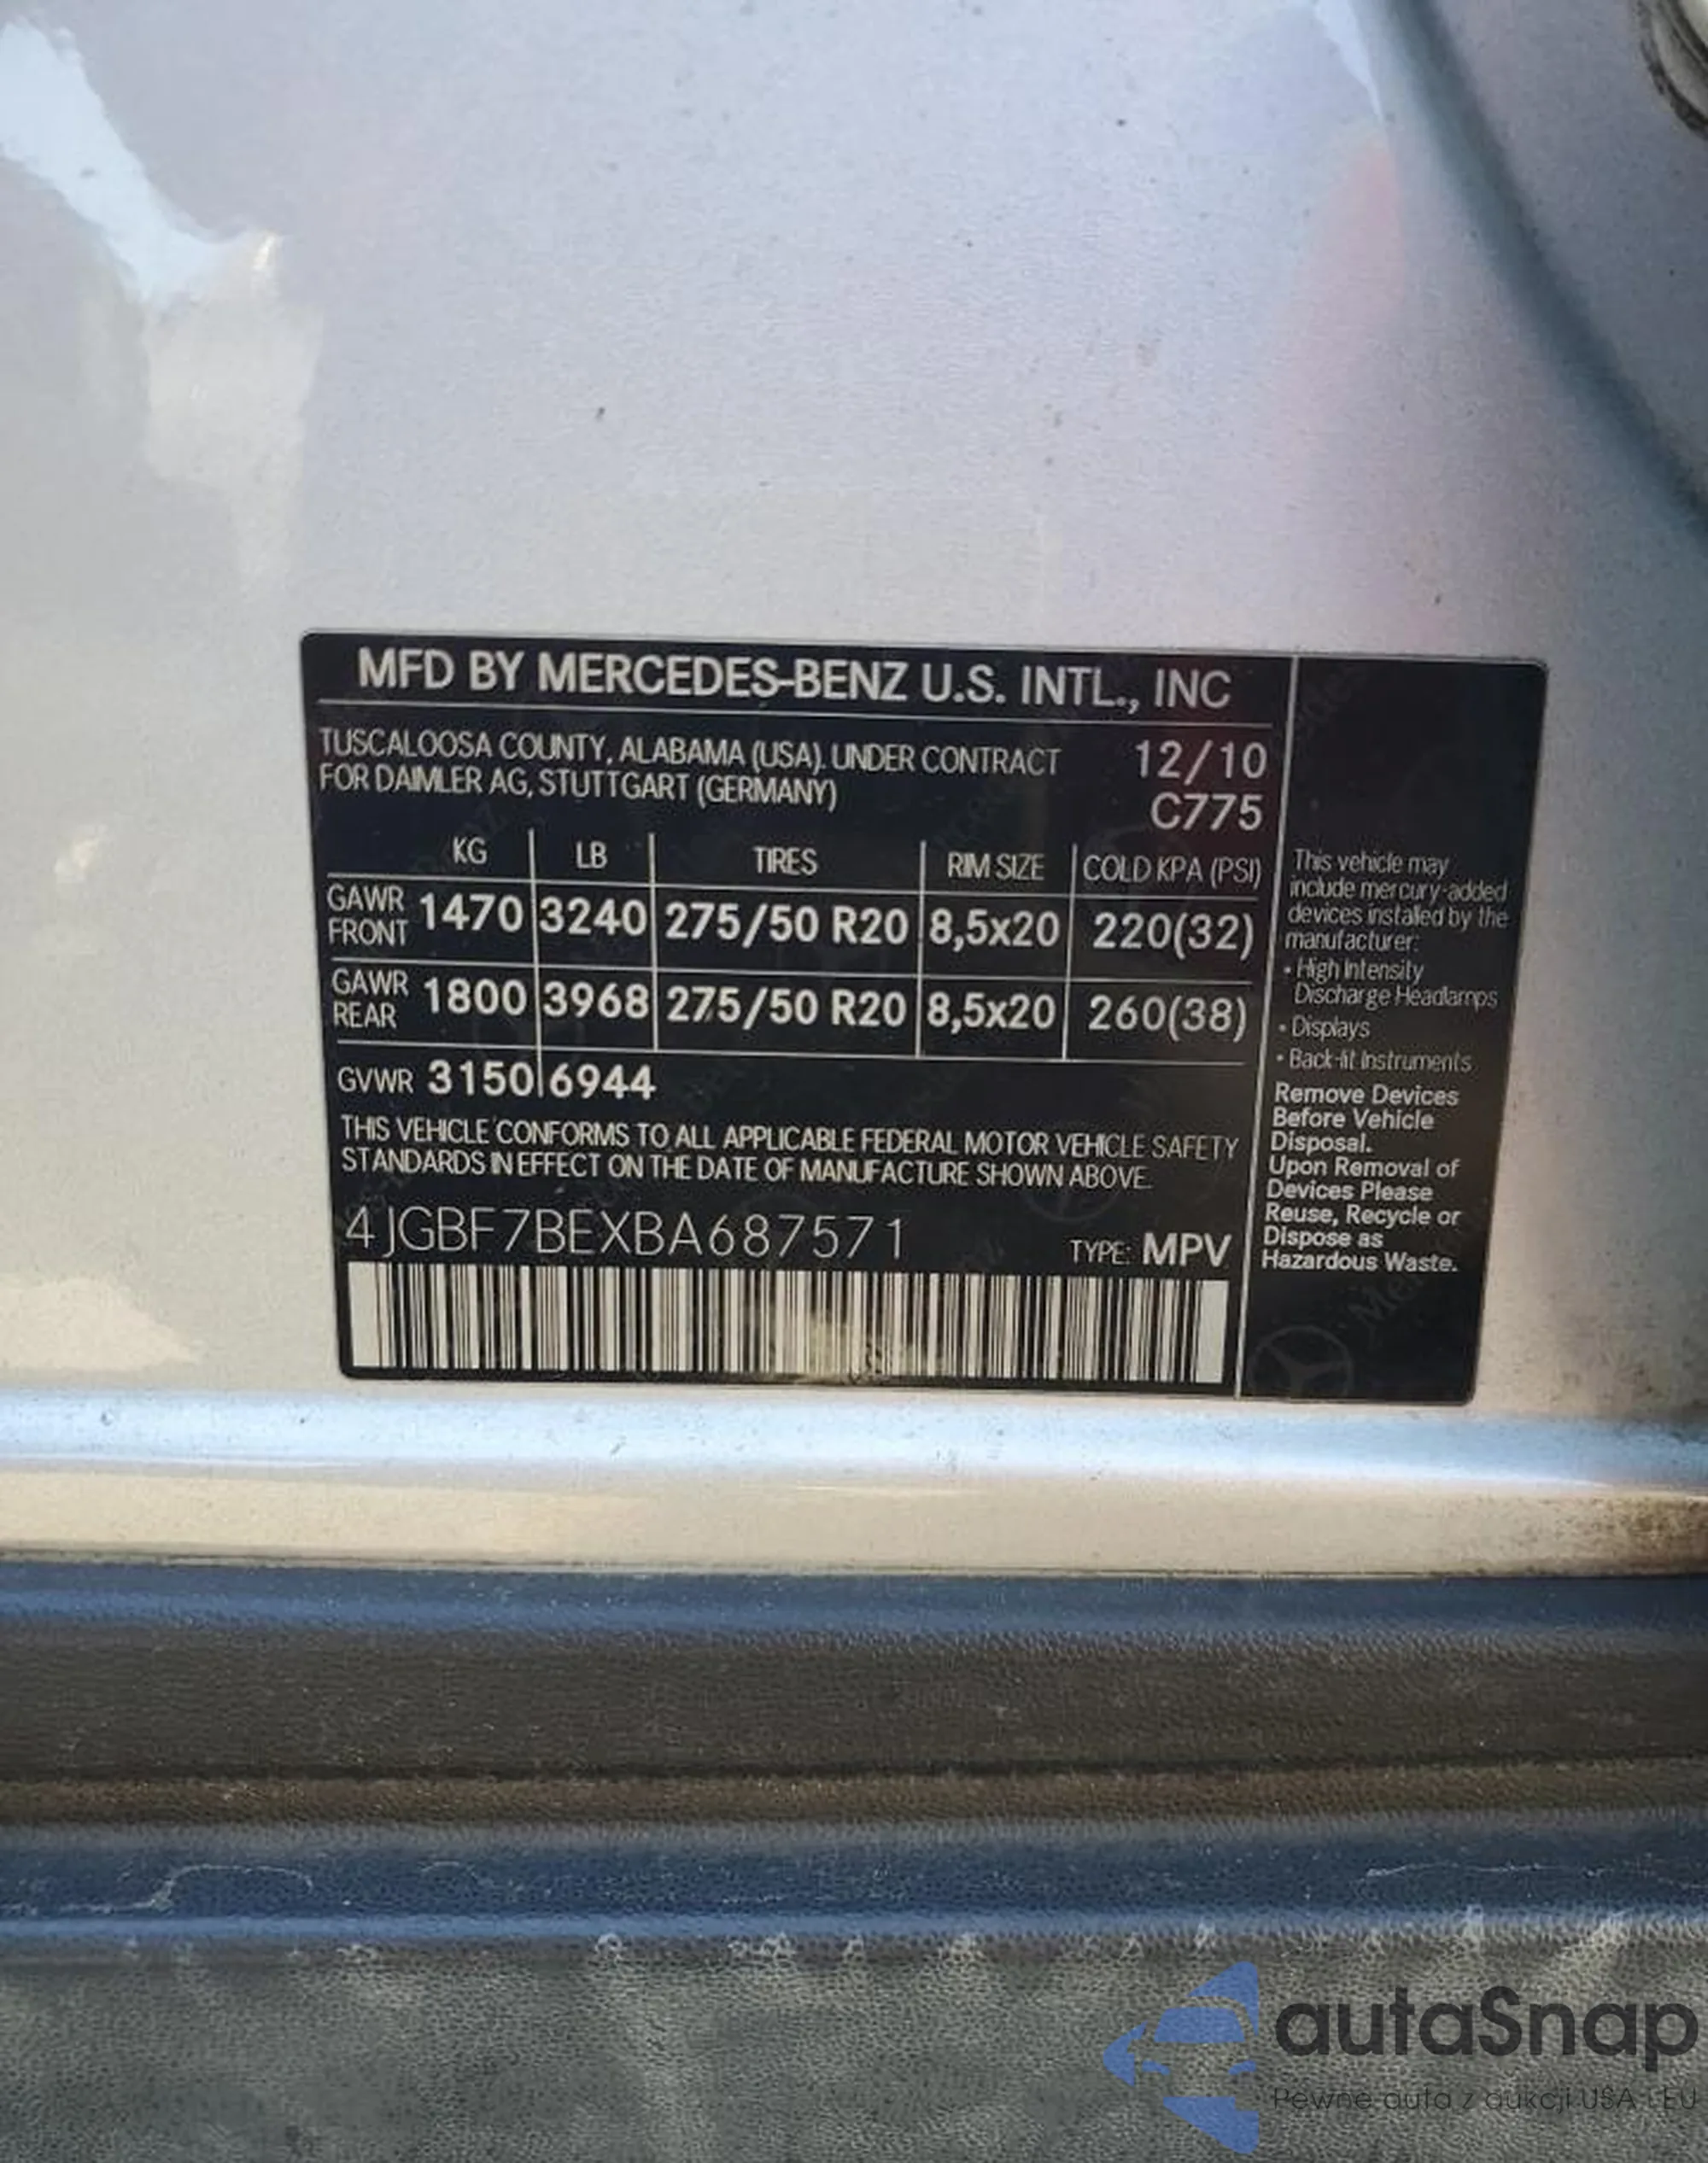 MFD BY MERCEDES-BENZ U.S. INTL., INC
TUSCALOOSA COUNTY, ALABAMA (USA). UNDER CONTRACT
FOR DAIMLER AG, STUTTGART (GERMANY)
12/10
C775
KG LB TIRES RIM SIZE COLD KPA (PSI)
GAWR
FRONT 1470 3240 275/50 R20 8,5x20 220(32)
GAWR
REAR 1800 3968 275/50 R20 8,5x20 260(38)
GVWR 3150 6944
THIS VEHICLE CONFORMS TO ALL APPLICABLE FEDERAL MOTOR VEHICLE SAFETY
STANDARDS IN EFFECT ON THE DATE OF MANUFACTURE SHOWN ABOVE.
4JGBF7BEXBA687571
TYPE: MPV
This vehicle may
include mercury-added
devices installed by the
manufacturer:
• High Intensity
Discharge Headlamps
• Displays
• Back-lit Instruments
Remove Devices
Before Vehicle
Disposal.
Upon Removal of
Devices Please
Reuse, Recycle or
Dispose as
Hazardous Waste.
autaSnap
Pewne auta z aukcji USA i EU